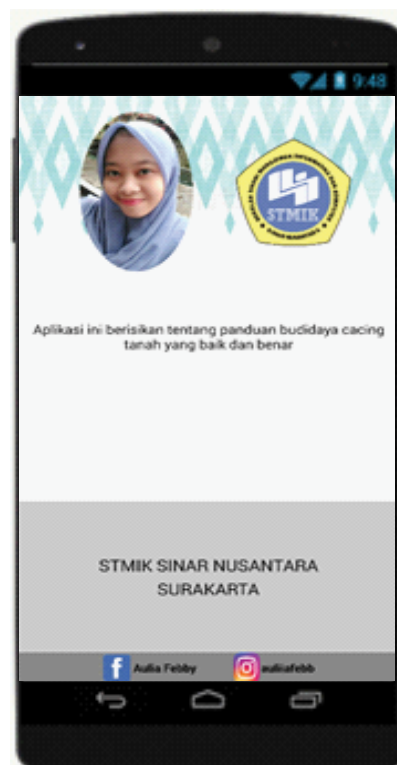 9:48
STMIK
Aplikasi ini berisikan tentang panduan budidaya cacing
tanah yang baik dan benar
STMIK SINAR NUSANTARA
SURAKARTA
Aulia Febby
auliiafebb